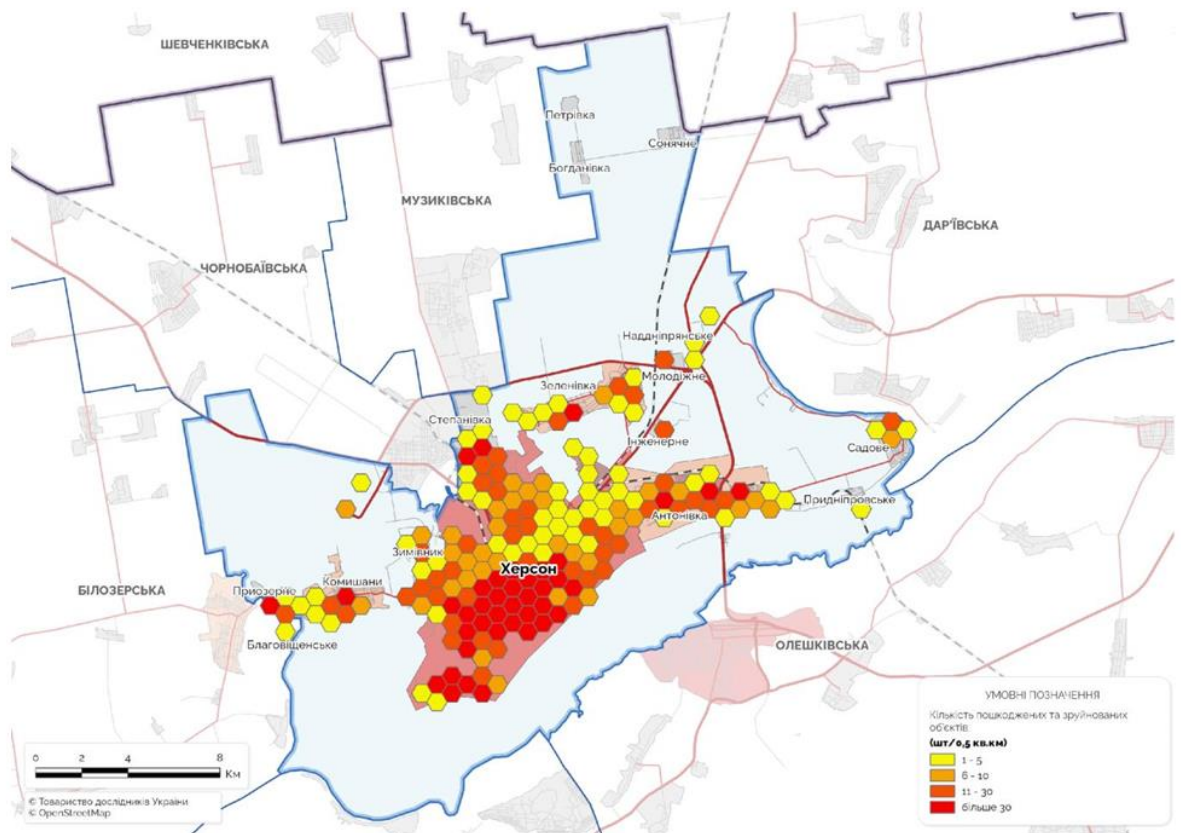 ШЕВЧЕНКІВСЬКА
Петрівка
Сонячне
Богданівка
МУЗИКІВСЬКА
ДАР'ЇВСЬКА
ЧОРНОБАЇВСЬКА
Наддніпрянське
Молодіжне
Зеленівка
Степанівка
Інженерне
Садове
Придніпровське
Антонівка
Зимівник
Херсон
Комишани
БІЛОЗЕРСЬКА
Приозерне
Благовіщенське
ОЛЕШКІВСЬКА
УМОВНІ ПОЗНАЧЕННЯ
Кількість пошкоджених та зруйнованих
об'єктів:
(шт/0,5 кв.км)
1 - 5
6 - 10
11 - 30
більше 30
0 2 4 8
Км
© Товариство дослідників України
© OpenStreetMap